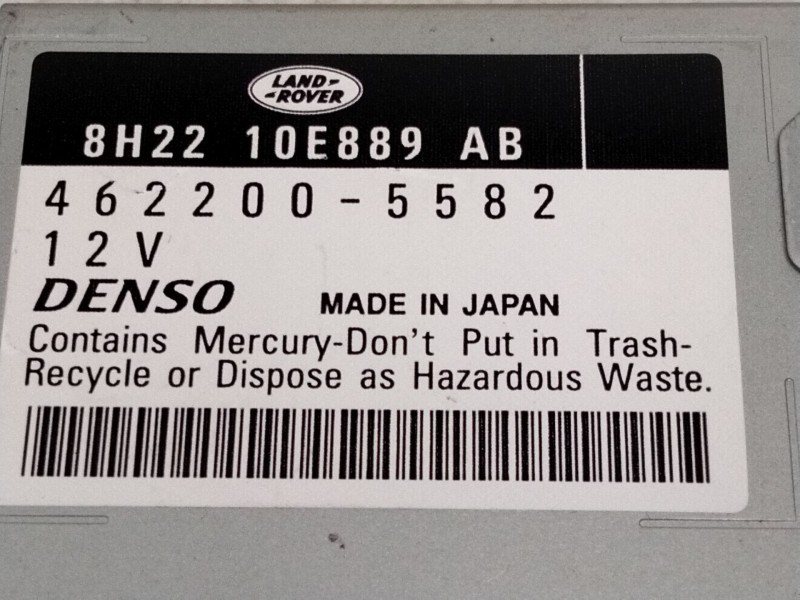 LAND-
-ROVER
8H22 10E889 AB
462200-5582
12V
DENSO MADE IN JAPAN
Contains Mercury-Don't Put in Trash-
Recycle or Dispose as Hazardous Waste.